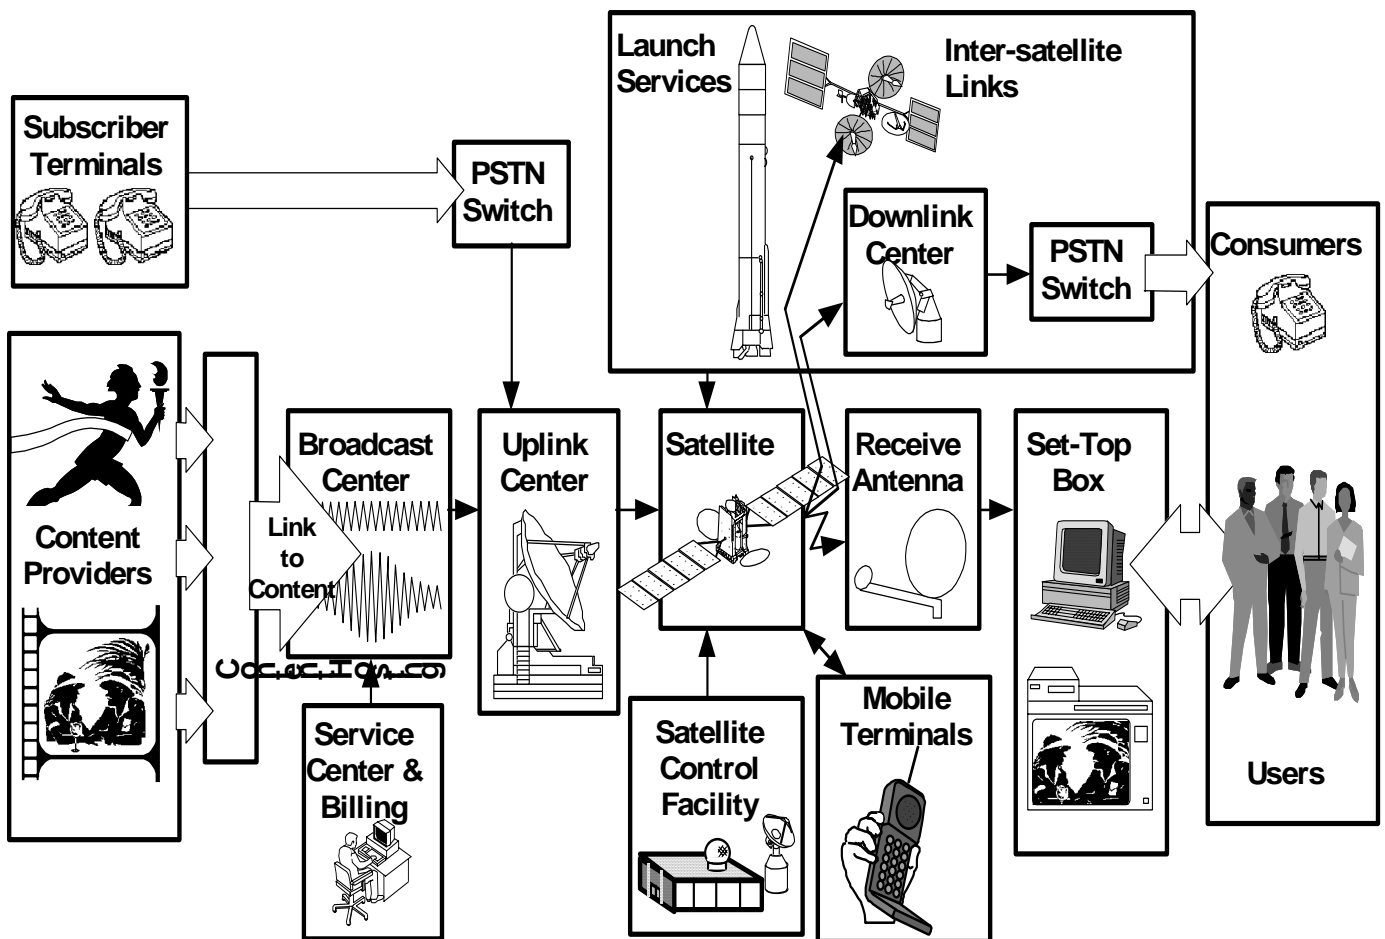 Launch
Services
Inter-satellite
Links
Subscriber
Terminals
PSTN
Switch
Downlink
Center
PSTN
Switch
Consumers
Content
Providers
Content Hosting
Link
to
Content
Broadcast
Center
Uplink
Center
Satellite
Receive
Antenna
Set-Top
Box
Service
Center &
Billing
Satellite
Control
Facility
Mobile
Terminals
Users